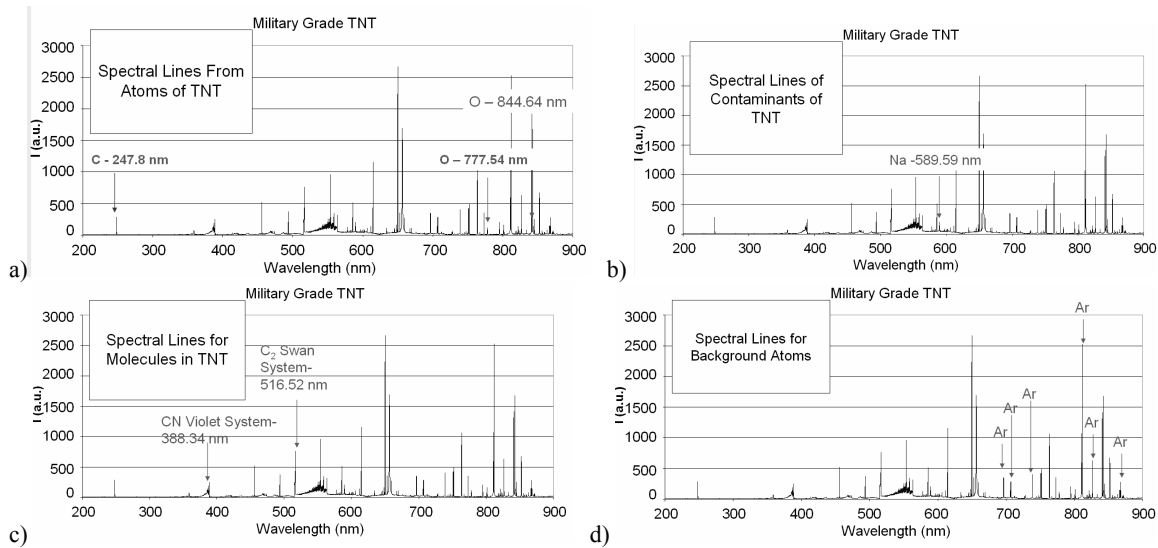 Military Grade TNT
3000
2500
2000
1500
1000
500
0
I (a.u.)
Spectral Lines From
Atoms of TNT
O – 844.64 nm
C - 247.8 nm
O – 777.54 nm
200 300 400 500 600 700 800 900
Wavelength (nm)
a)
Military Grade TNT
3000
2500
2000
1500
1000
500
0
I (a.u.)
Spectral Lines of
Contaminants of
TNT
Na -589.59 nm
200 300 400 500 600 700 800 900
Wavelength (nm)
b)
Military Grade TNT
3000
2500
2000
1500
1000
500
0
I (a.u.)
Spectral Lines for
Molecules in TNT
C₂ Swan
System-
516.52 nm
CN Violet System-
388.34 nm
200 300 400 500 600 700 800 900
Wavelength (nm)
c)
Military Grade TNT
3000
2500
2000
1500
1000
500
0
I (a.u.)
Spectral Lines for
Background Atoms
Ar
Ar
Ar
Ar
Ar
Ar
200 300 400 500 600 700 800 900
Wavelength (nm)
d)